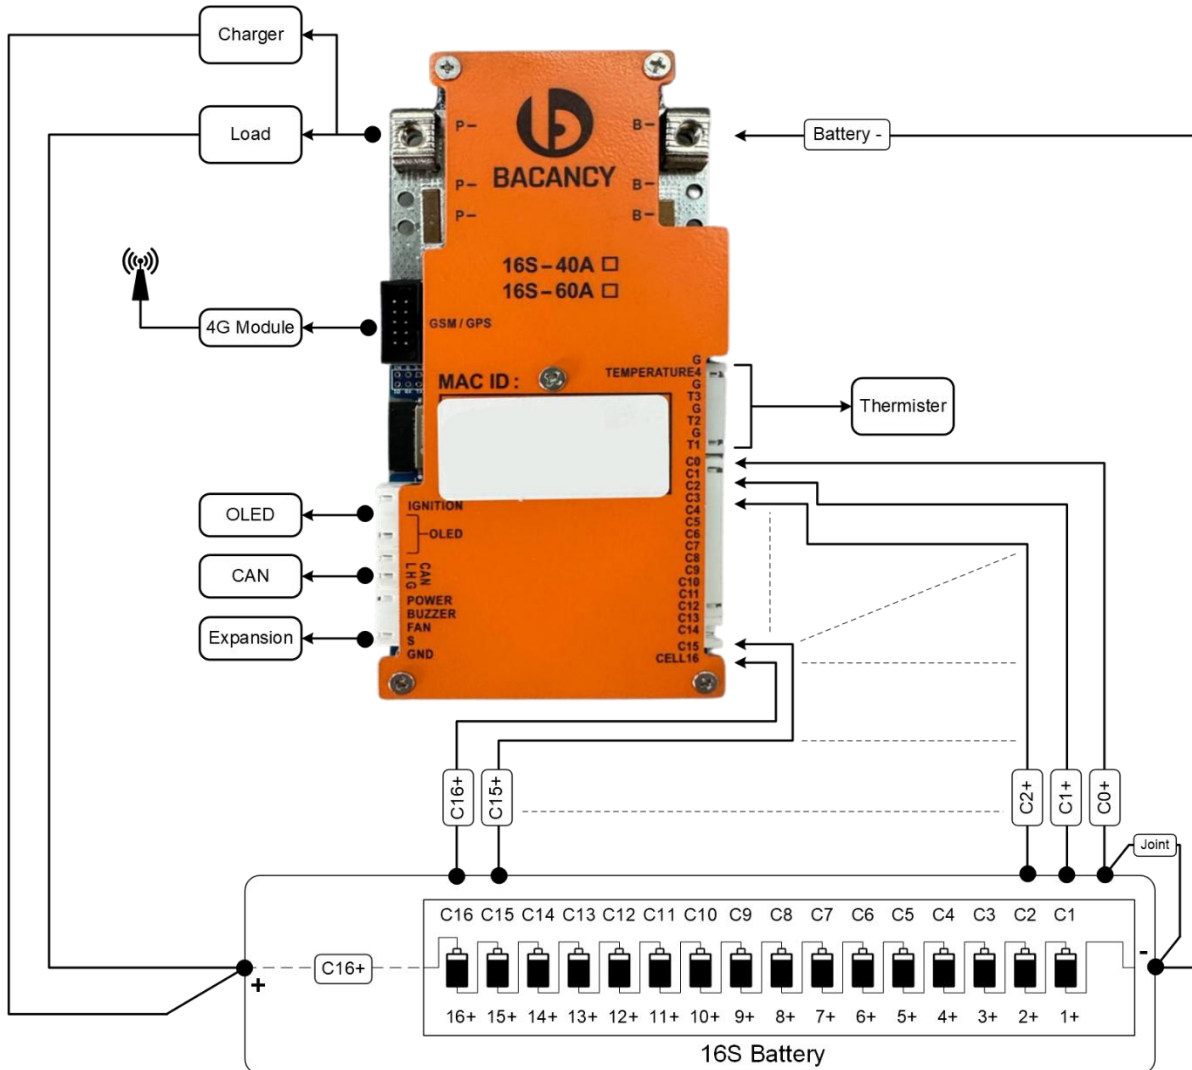 Charger
Load
Battery -
P-
B-
BACANCY
P-
B-
P-
B-
16S-40A
16S-60A
4G Module
GSM / GPS
G
TEMPERATURE4
G
T3
G
T2
G
T1
MAC ID :
Thermister
C0
C1
C2
C3
C4
C5
C6
C7
C8
C9
C10
C11
C12
C13
C14
C15
CELL16
OLED
IGNITION
OLED
CAN
CAN
L H G
POWER
BUZZER
Expansion
FAN
S
GND
C16+
C15+
C2+
C1+
C0+
Joint
C16 C15 C14 C13 C12 C11 C10 C9 C8 C7 C6 C5 C4 C3 C2 C1
C16+
+
-
16+ 15+ 14+ 13+ 12+ 11+ 10+ 9+ 8+ 7+ 6+ 5+ 4+ 3+ 2+ 1+
16S Battery